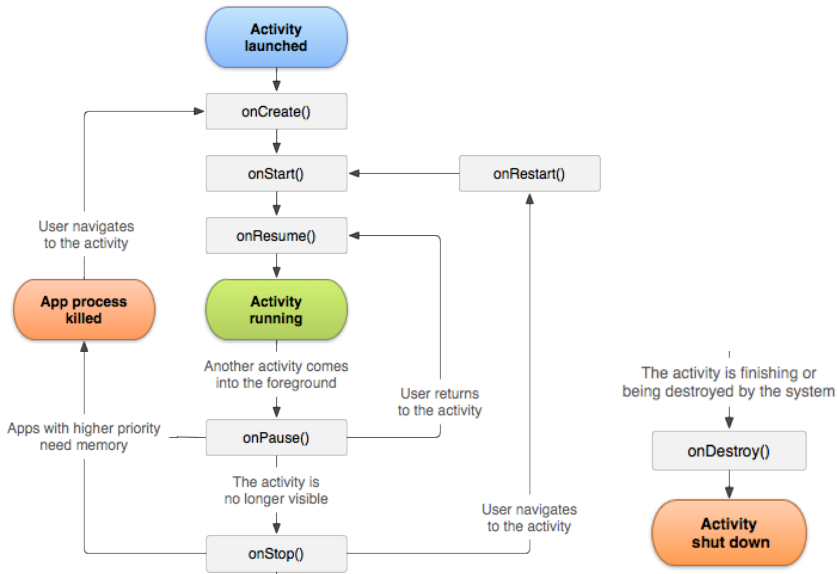 Activity
launched
onCreate()
onStart()
onRestart()
User navigates
to the activity
onResume()
App process
killed
Activity
running
Another activity comes
into the foreground
User returns
to the activity
The activity is finishing or
being destroyed by the system
Apps with higher priority
need memory
onPause()
onDestroy()
The activity is
no longer visible
User navigates
to the activity
Activity
shut down
onStop()